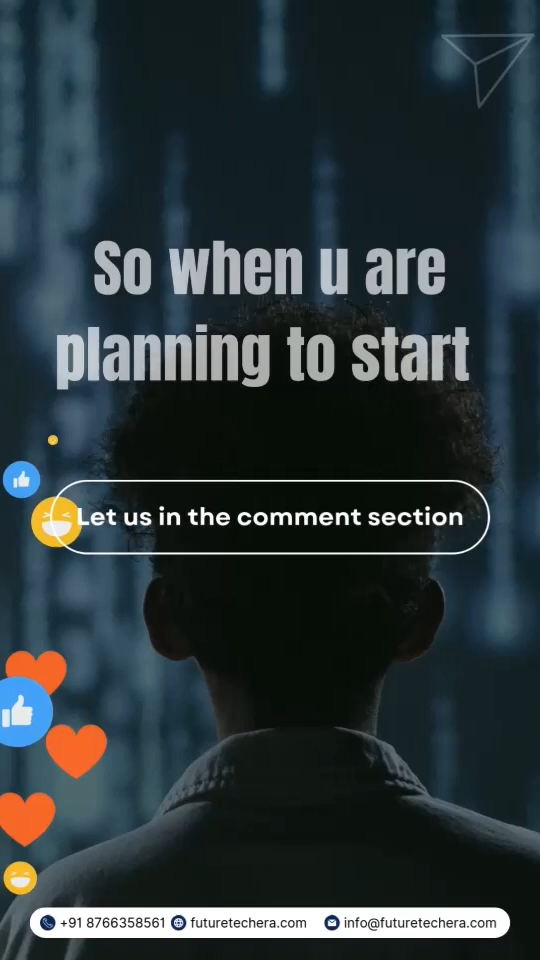 So when u are
planning to start
Let us in the comment section
+91 8766358561 futuretechera.com info@futuretechera.com